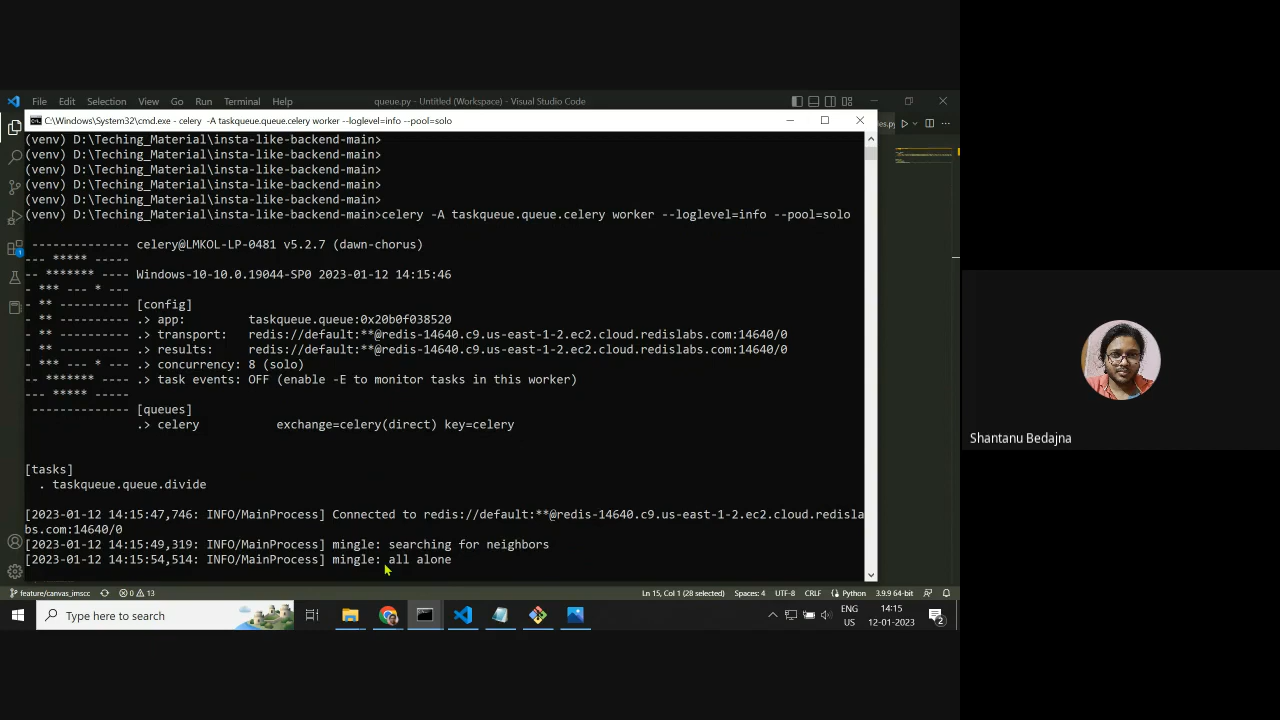 File Edit Selection View Go Run Terminal Help queue.py - Untitled (Workspace) - Visual Studio Code
C:\Windows\System32\cmd.exe - celery -A taskqueue.queue.celery worker --loglevel=info --pool=solo
es.py
(venv) D:\Teching_Material\insta-like-backend-main>
(venv) D:\Teching_Material\insta-like-backend-main>
(venv) D:\Teching_Material\insta-like-backend-main>
(venv) D:\Teching_Material\insta-like-backend-main>
(venv) D:\Teching_Material\insta-like-backend-main>
(venv) D:\Teching_Material\insta-like-backend-main>celery -A taskqueue.queue.celery worker --loglevel=info --pool=solo
-------------- celery@LMKOL-LP-0481 v5.2.7 (dawn-chorus)
--- ***** -----
-- ******* ---- Windows-10-10.0.19044-SP0 2023-01-12 14:15:46
- *** --- * ---
- ** ---------- [config]
- ** ---------- .> app: taskqueue.queue:0x20b0f038520
- ** ---------- .> transport: redis://default:**@redis-14640.c9.us-east-1-2.ec2.cloud.redislabs.com:14640/0
- ** ---------- .> results: redis://default:**@redis-14640.c9.us-east-1-2.ec2.cloud.redislabs.com:14640/0
- *** --- * --- .> concurrency: 8 (solo)
-- ******* ---- .> task events: OFF (enable -E to monitor tasks in this worker)
--- ***** -----
-------------- [queues]
.> celery exchange=celery(direct) key=celery
[tasks]
. taskqueue.queue.divide
[2023-01-12 14:15:47,746: INFO/MainProcess] Connected to redis://default:**@redis-14640.c9.us-east-1-2.ec2.cloud.redisla
bs.com:14640/0
[2023-01-12 14:15:49,319: INFO/MainProcess] mingle: searching for neighbors
[2023-01-12 14:15:54,514: INFO/MainProcess] mingle: all alone
1
feature/canvas_imscc 0 13 Ln 15, Col 1 (28 selected) Spaces: 4 UTF-8 CRLF Python 3.9.9 64-bit
Type here to search
ENG
US
14:15
12-01-2023
2
Shantanu Bedajna